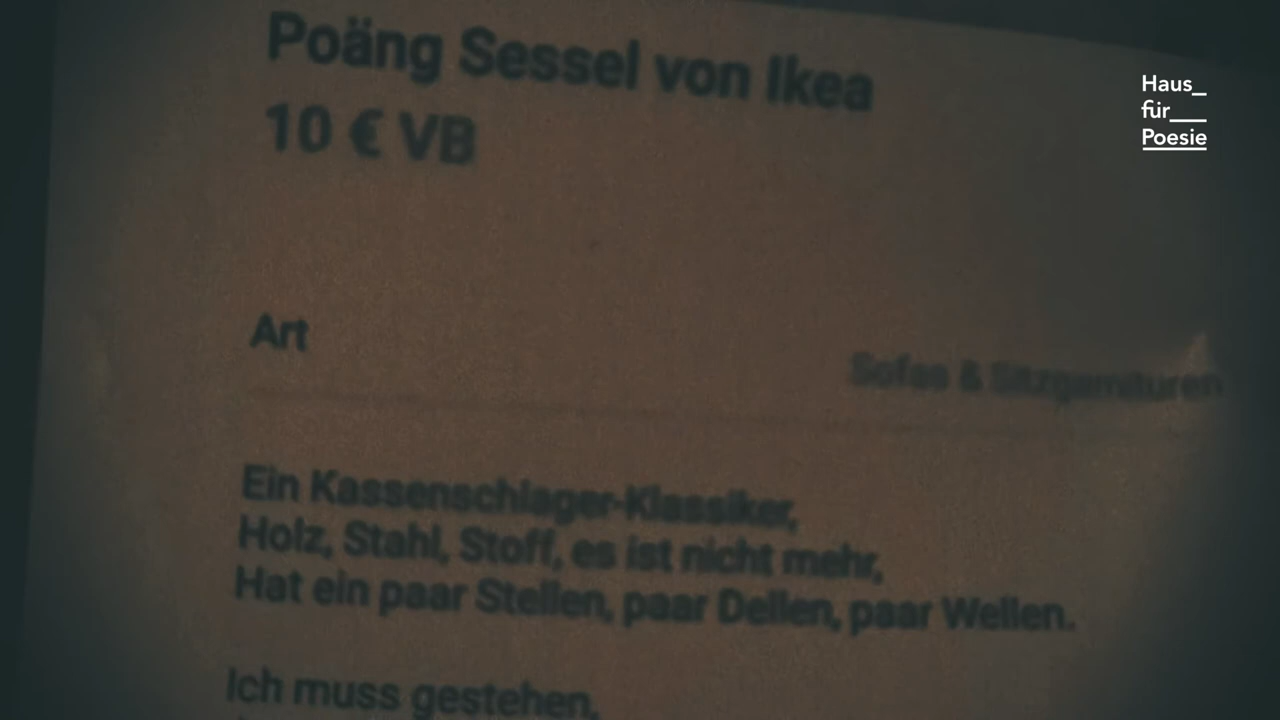 Poäng Sessel von Ikea
10 € VB
Haus_
für__
Poesie
Art
Sofas & Sitzgarnituren
Ein Kassenschlager-Klassiker,
Holz, Stahl, Stoff, es ist nicht mehr,
Hat ein paar Stellen, paar Dellen, paar Wellen.
Ich muss gestehen,